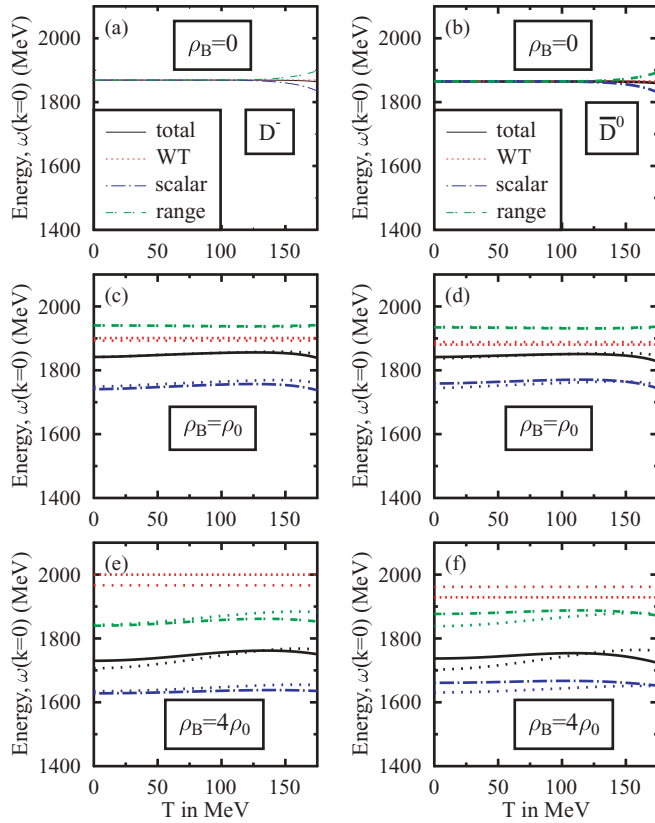 (a)
ρB=0
2000
1800
1600
1400
Energy, ω(k=0) (MeV)
D-
total
WT
scalar
range
0 50 100 150
(b)
ρB=0
2000
1800
1600
1400
Energy, ω(k=0) (MeV)
D̅0
total
WT
scalar
range
0 50 100 150
(c)
2000
1800
1600
1400
Energy, ω(k=0) (MeV)
ρB=ρ0
0 50 100 150
(d)
2000
1800
1600
1400
Energy, ω(k=0) (MeV)
ρB=ρ0
0 50 100 150
(e)
2000
1800
1600
1400
Energy, ω(k=0) (MeV)
ρB=4ρ0
0 50 100 150
T in MeV
(f)
2000
1800
1600
1400
Energy, ω(k=0) (MeV)
ρB=4ρ0
0 50 100 150
T in MeV